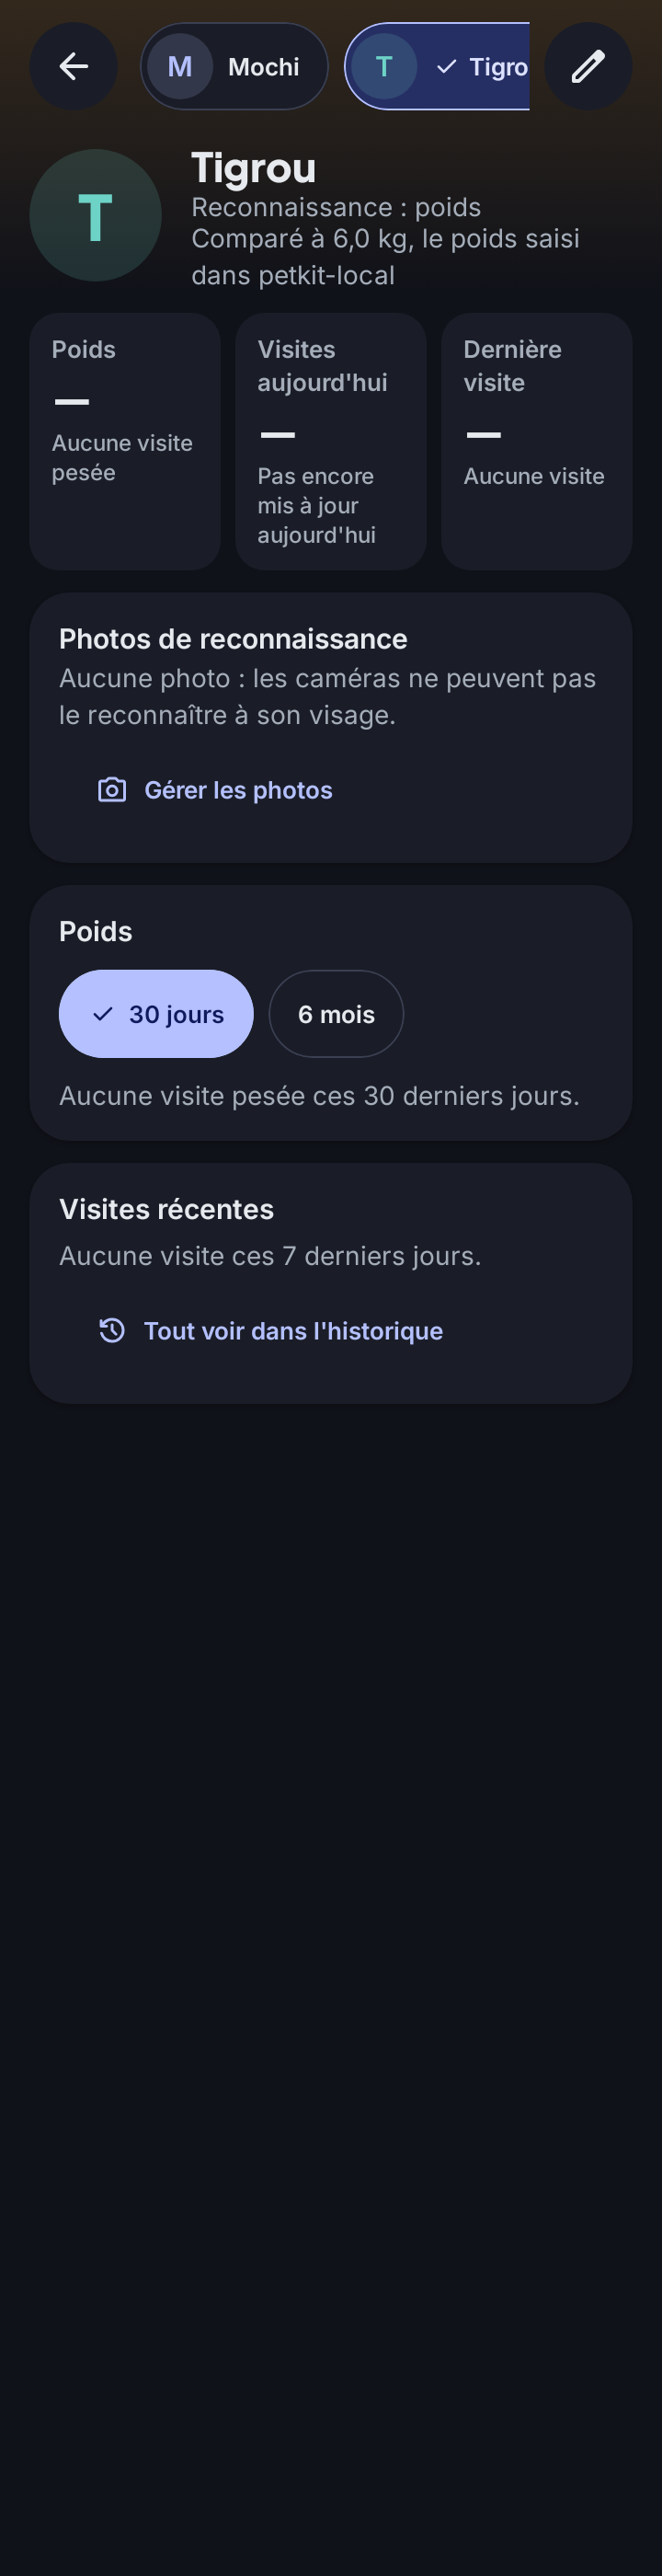 M Mochi
T Tigro
T
Tigrou
Reconnaissance : poids
Comparé à 6,0 kg, le poids saisi
dans petkit-local
Poids
—
Aucune visite
pesée
Visites
aujourd'hui
—
Pas encore
mis à jour
aujourd'hui
Dernière
visite
—
Aucune visite
Photos de reconnaissance
Aucune photo : les caméras ne peuvent pas
le reconnaître à son visage.
Gérer les photos
Poids
30 jours
6 mois
Aucune visite pesée ces 30 derniers jours.
Visites récentes
Aucune visite ces 7 derniers jours.
Tout voir dans l'historique